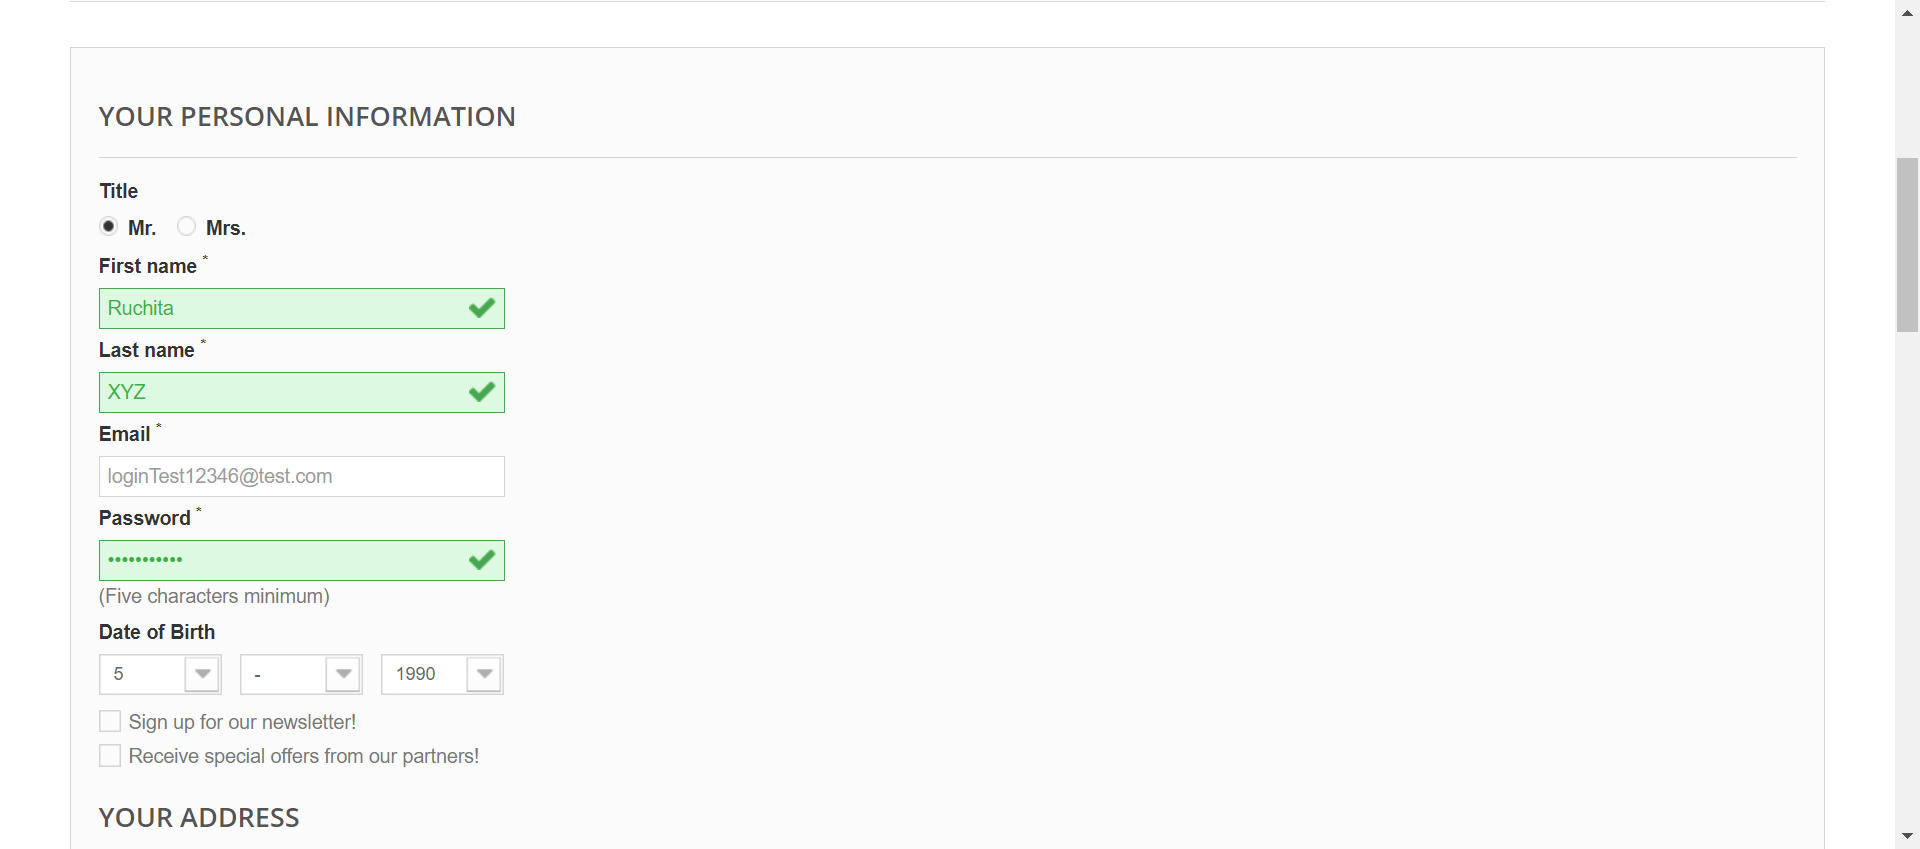 YOUR PERSONAL INFORMATION
Title
Mr. Mrs.
First name *
Ruchita
Last name *
XYZ
Email *
loginTest12346@test.com
Password *
•••••••••••
(Five characters minimum)
Date of Birth
5 - 1990
Sign up for our newsletter!
Receive special offers from our partners!
YOUR ADDRESS